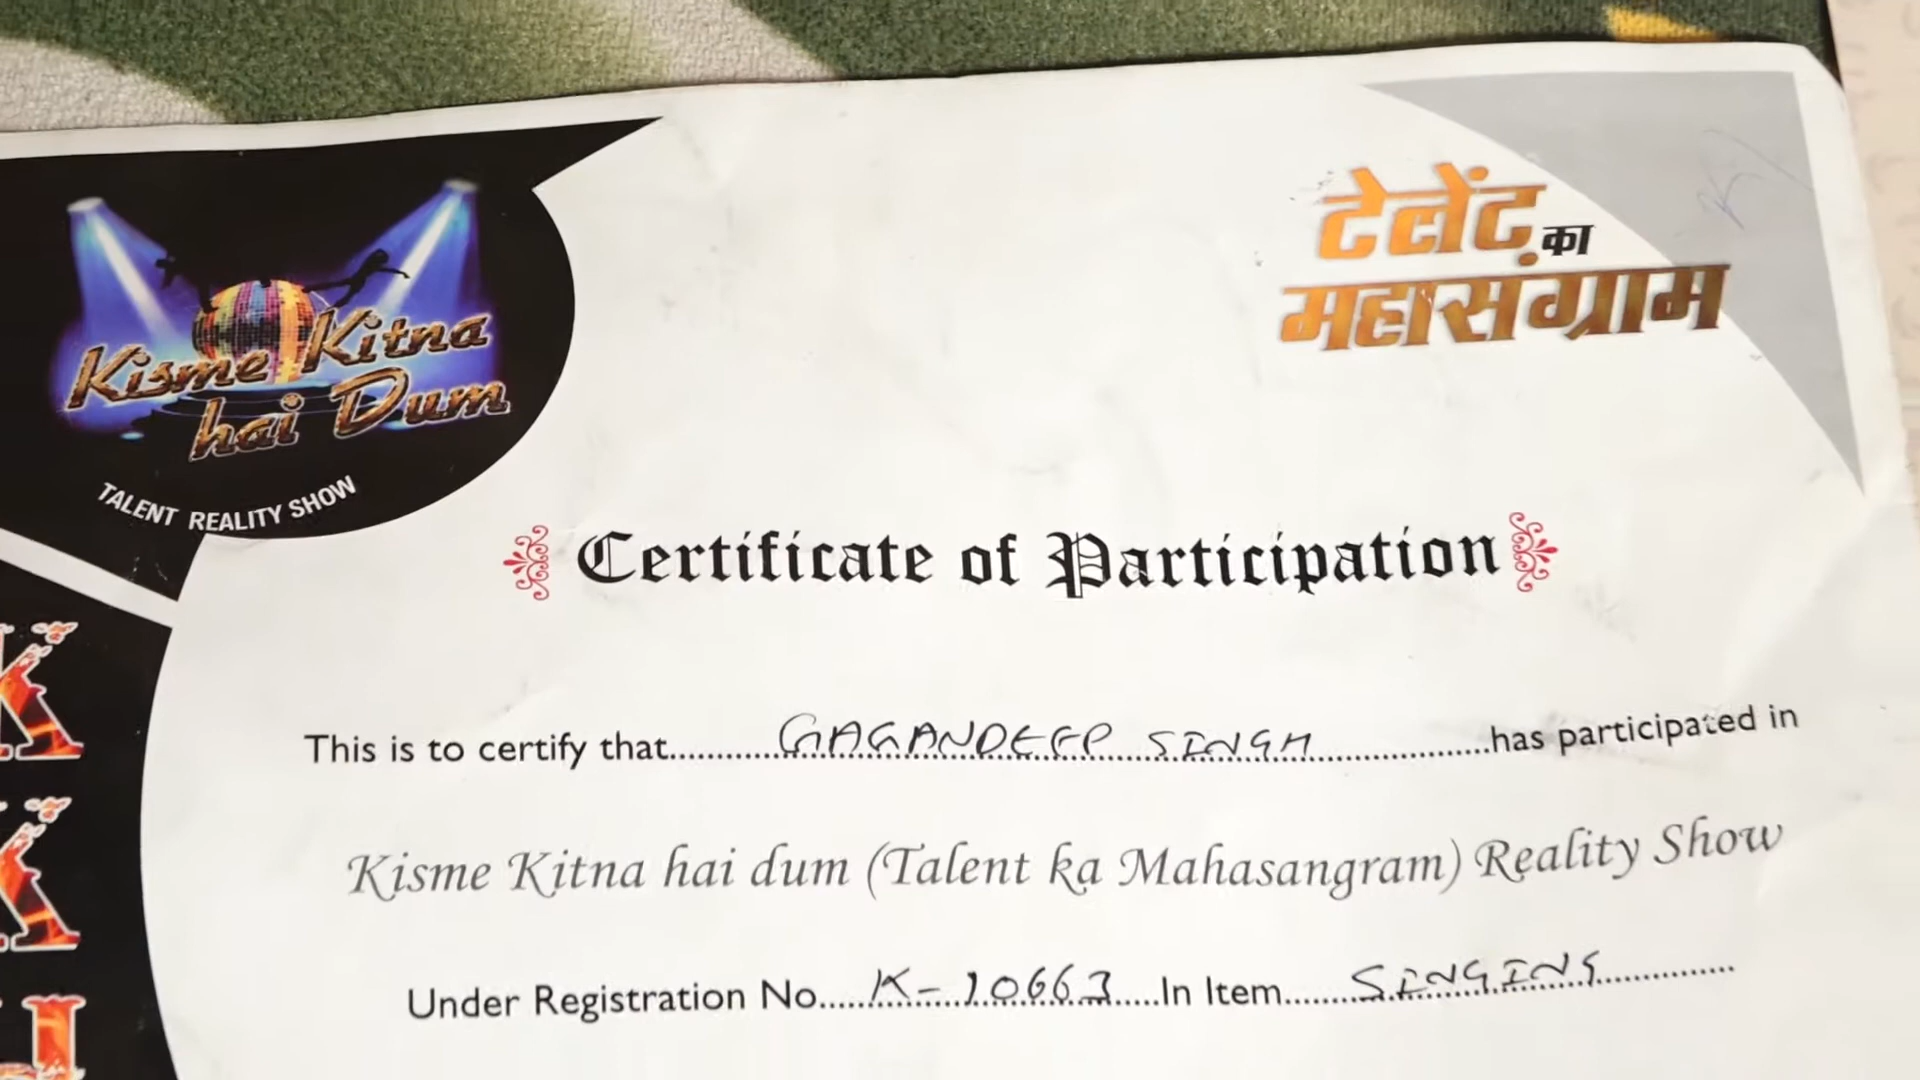 Kisme Kitna
hai Dum
TALENT REALITY SHOW
टेलेंट का
महासंग्राम
Certificate of Participation
This is to certify that..........GAGANDEEP SINGH..................has participated in
Kisme Kitna hai dum (Talent ka Mahasangram) Reality Show
Under Registration No.....K-10663.....In Item........SINGING..............
K
K